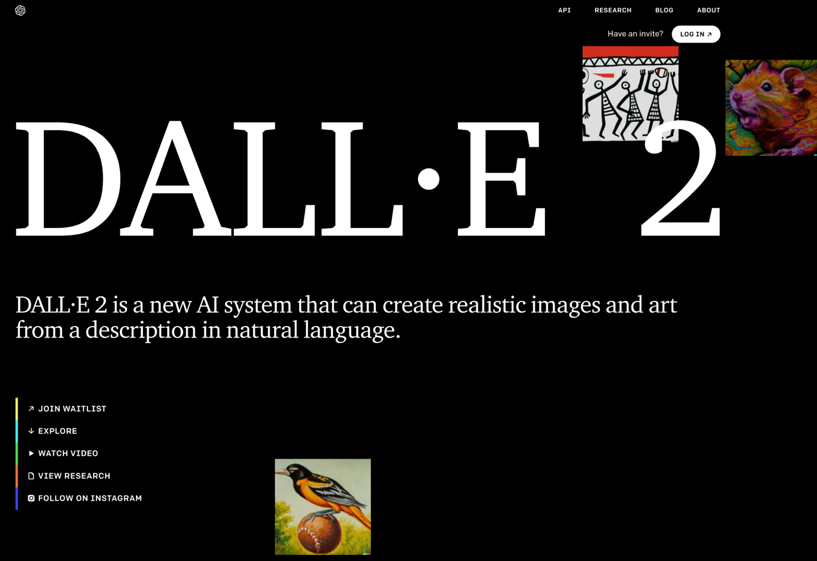 API RESEARCH BLOG ABOUT
Have an invite? LOG IN ↗
DALL·E 2
DALL·E 2 is a new AI system that can create realistic images and art
from a description in natural language.
↗ JOIN WAITLIST
↓ EXPLORE
▶ WATCH VIDEO
VIEW RESEARCH
FOLLOW ON INSTAGRAM